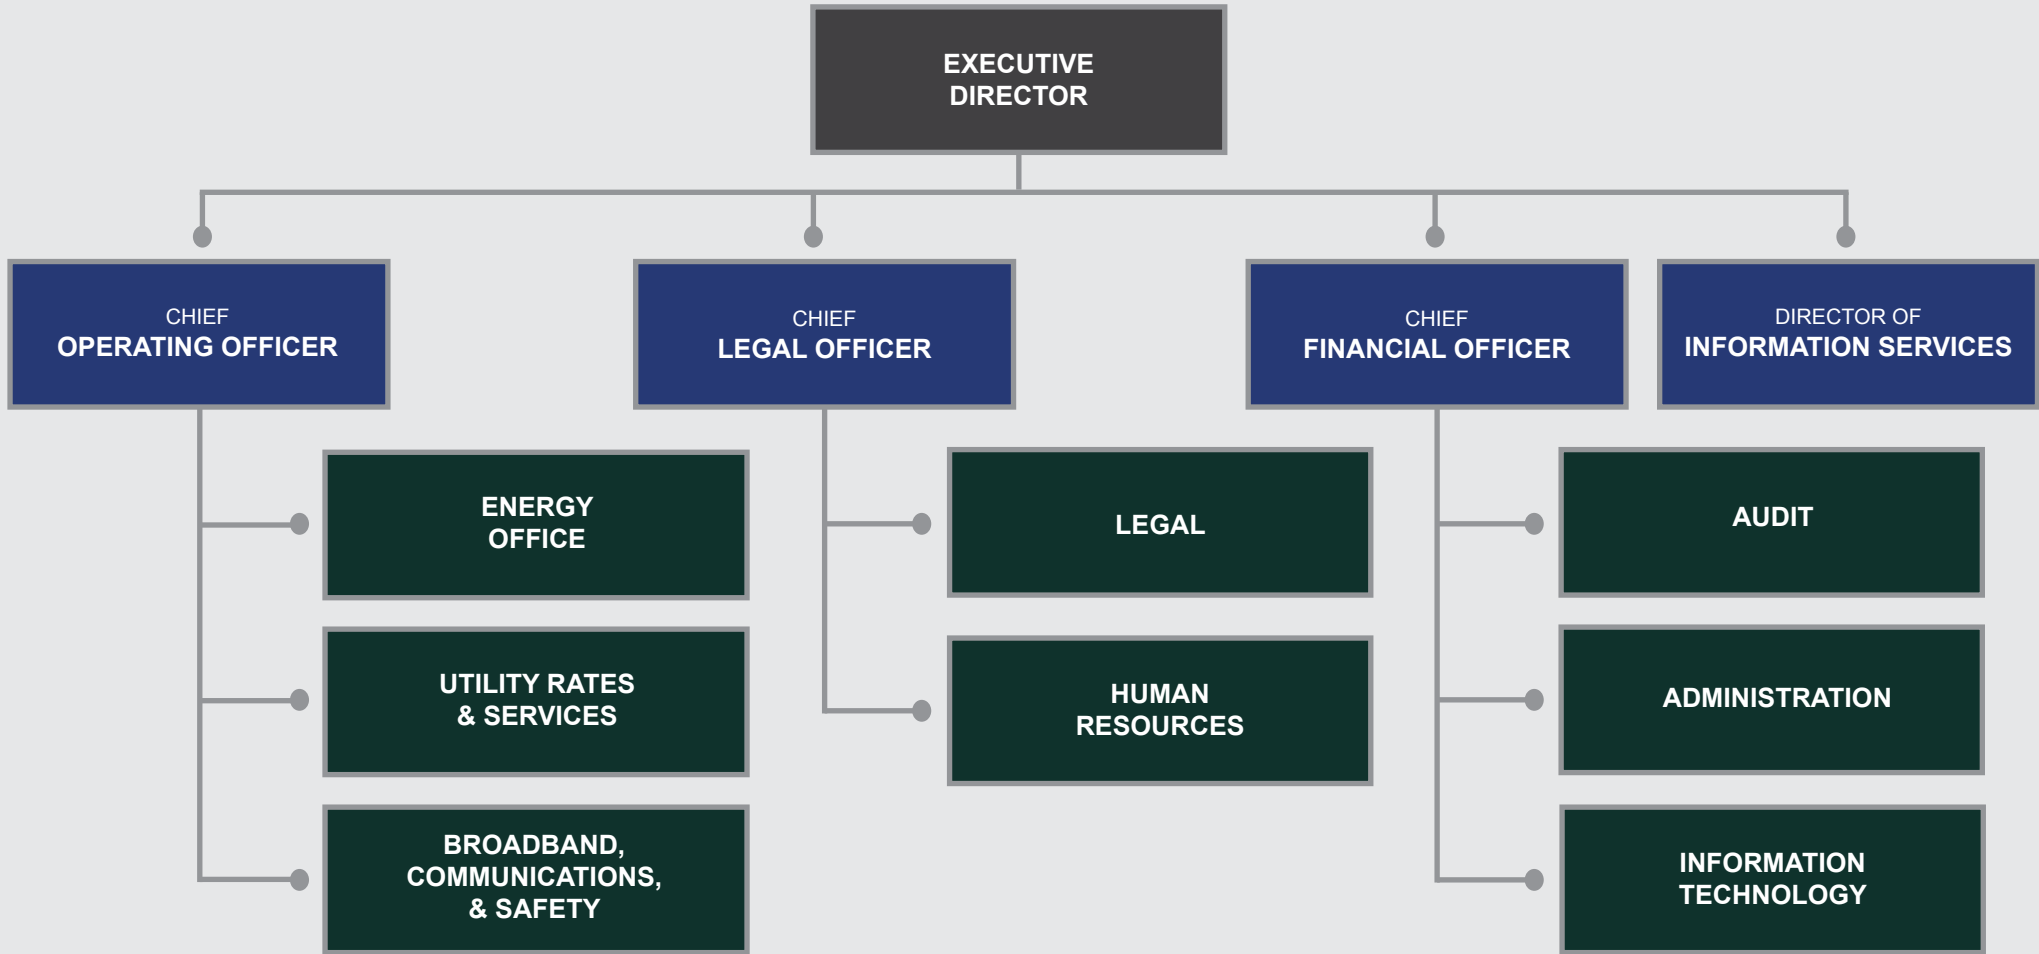 EXECUTIVE
DIRECTOR
CHIEF
OPERATING OFFICER
CHIEF
LEGAL OFFICER
CHIEF
FINANCIAL OFFICER
DIRECTOR OF
INFORMATION SERVICES
ENERGY
OFFICE
UTILITY RATES
& SERVICES
BROADBAND,
COMMUNICATIONS,
& SAFETY
LEGAL
HUMAN
RESOURCES
AUDIT
ADMINISTRATION
INFORMATION
TECHNOLOGY